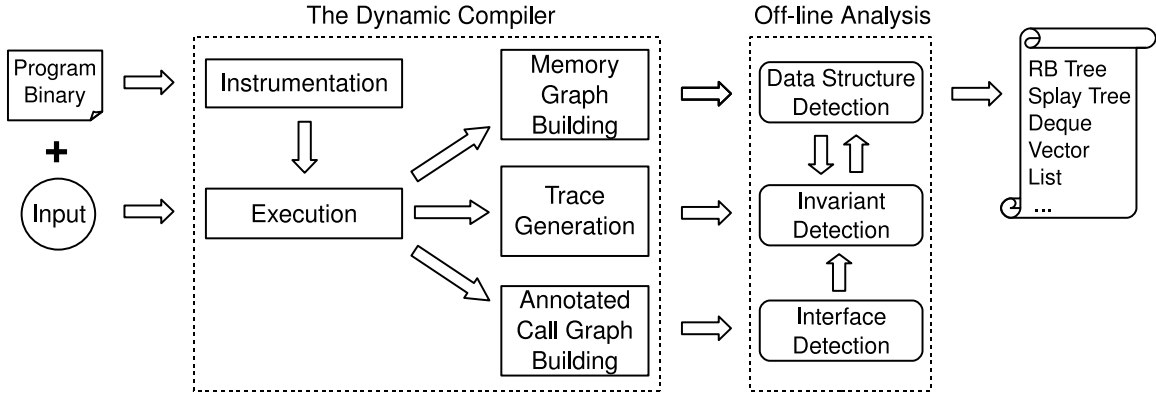 The Dynamic Compiler
Off-line Analysis
Program
Binary
+
Input
Instrumentation
Execution
Memory
Graph
Building
Trace
Generation
Annotated
Call Graph
Building
Data Structure
Detection
Invariant
Detection
Interface
Detection
RB Tree
Splay Tree
Deque
Vector
List
...